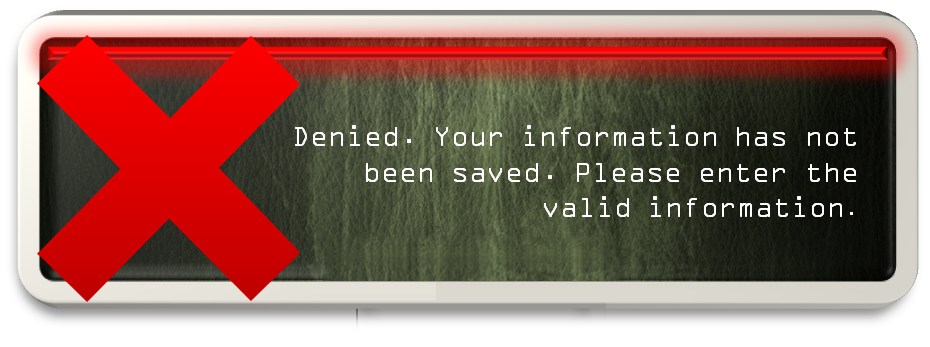 Denied. Your information has not
been saved. Please enter the
valid information.